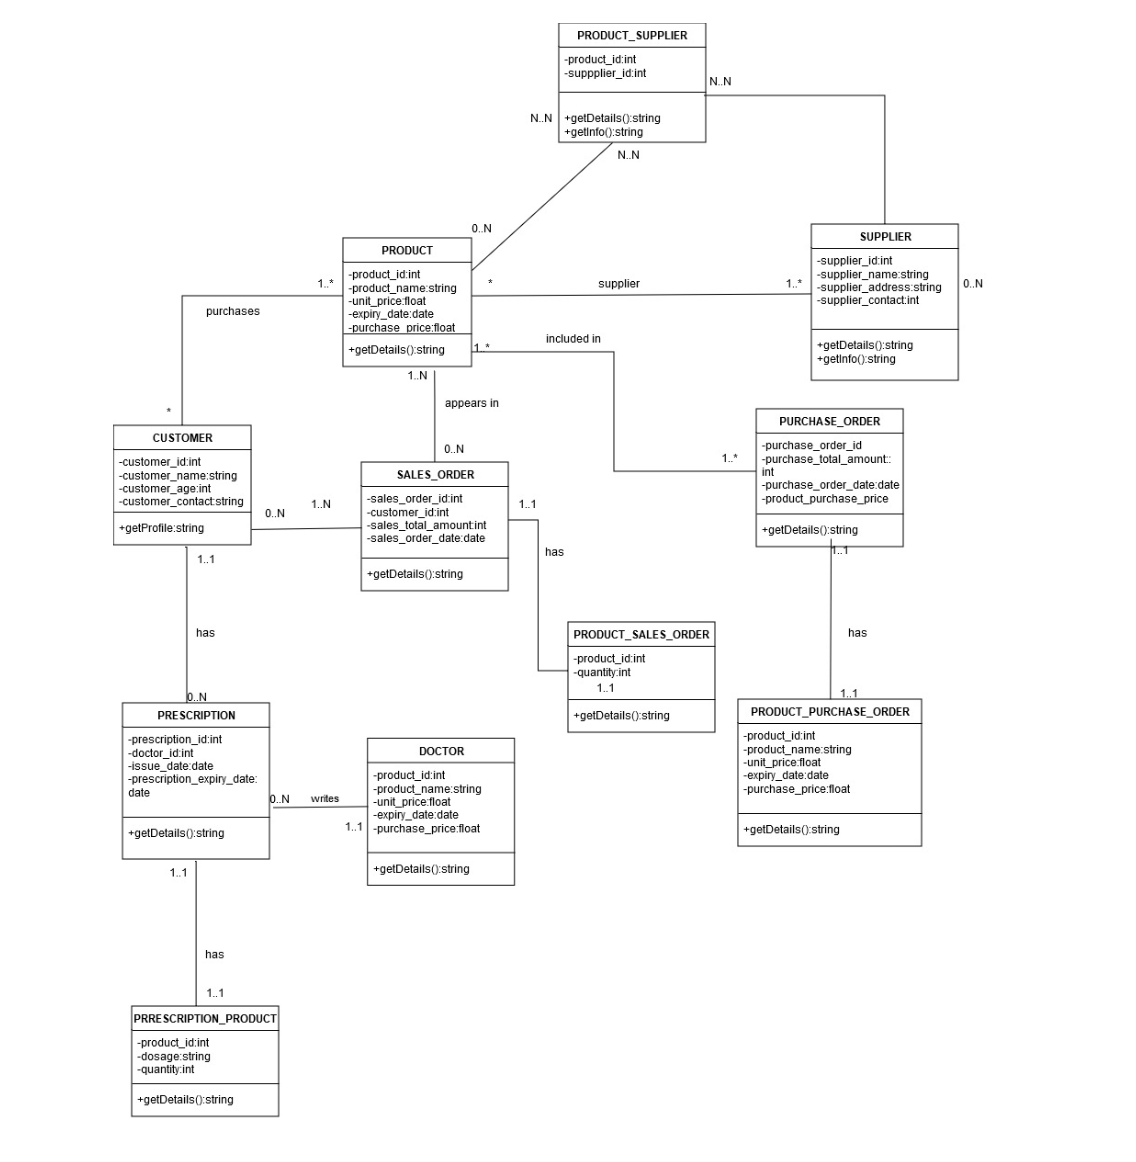 PRODUCT_SUPPLIER
-product_id:int
-suppplier_id:int
+getDetails():string
+getInfo():string
N..N
N..N
N..N
0..N
PRODUCT
-product_id:int
-product_name:string
-unit_price:float
-expiry_date:date
-purchase_price:float
+getDetails():string
1..*
purchases
*
*
supplier
1..*
SUPPLIER
-supplier_id:int
-supplier_name:string
-supplier_address:string
-supplier_contact:int
+getDetails():string
+getInfo():string
0..N
1..*
included in
1..*
1..N
appears in
0..N
CUSTOMER
-customer_id:int
-customer_name:string
-customer_age:int
-customer_contact:string
+getProfile:string
0..N
1..N
SALES_ORDER
-sales_order_id:int
-customer_id:int
-sales_total_amount:int
-sales_order_date:date
+getDetails():string
1..1
has
PURCHASE_ORDER
-purchase_order_id
-purchase_total_amount::
int
-purchase_order_date:date
-product_purchase_price
+getDetails():string
1..1
has
1..1
PRODUCT_SALES_ORDER
-product_id:int
-quantity:int
1..1
+getDetails():string
PRODUCT_PURCHASE_ORDER
-product_id:int
-product_name:string
-unit_price:float
-expiry_date:date
-purchase_price:float
+getDetails():string
1..1
has
0..N
PRESCRIPTION
-prescription_id:int
-doctor_id:int
-issue_date:date
-prescription_expiry_date:
date
+getDetails():string
0..N
writes
1..1
DOCTOR
-product_id:int
-product_name:string
-unit_price:float
-expiry_date:date
-purchase_price:float
+getDetails():string
1..1
has
1..1
PRRESCRIPTION_PRODUCT
-product_id:int
-dosage:string
-quantity:int
+getDetails():string